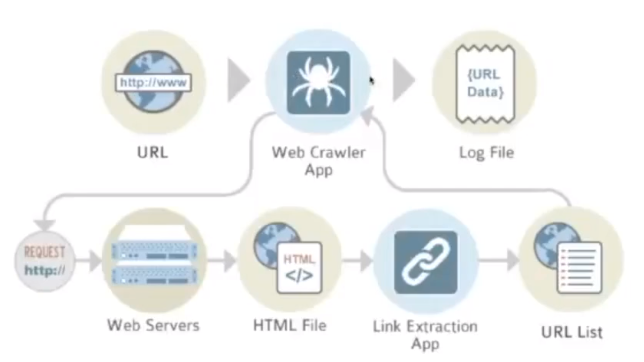 http://www
{URL
Data}
URL
Web Crawler
App
Log File
REQUEST
http://
HTML
</>
Web Servers
HTML File
Link Extraction
App
URL List